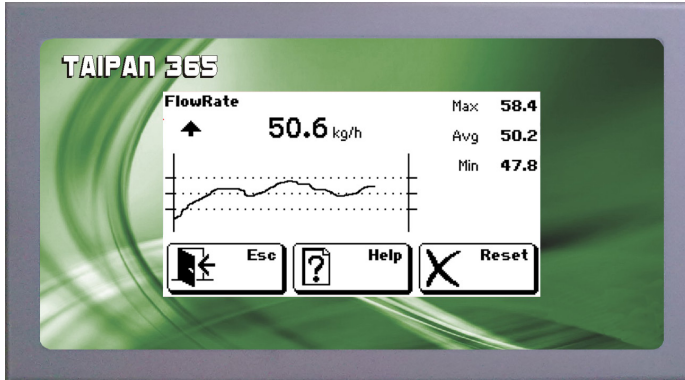 TAIPAN 365
FlowRate
50.6 kg/h
Max 58.4
Avg 50.2
Min 47.8
Esc
?
Help
Reset